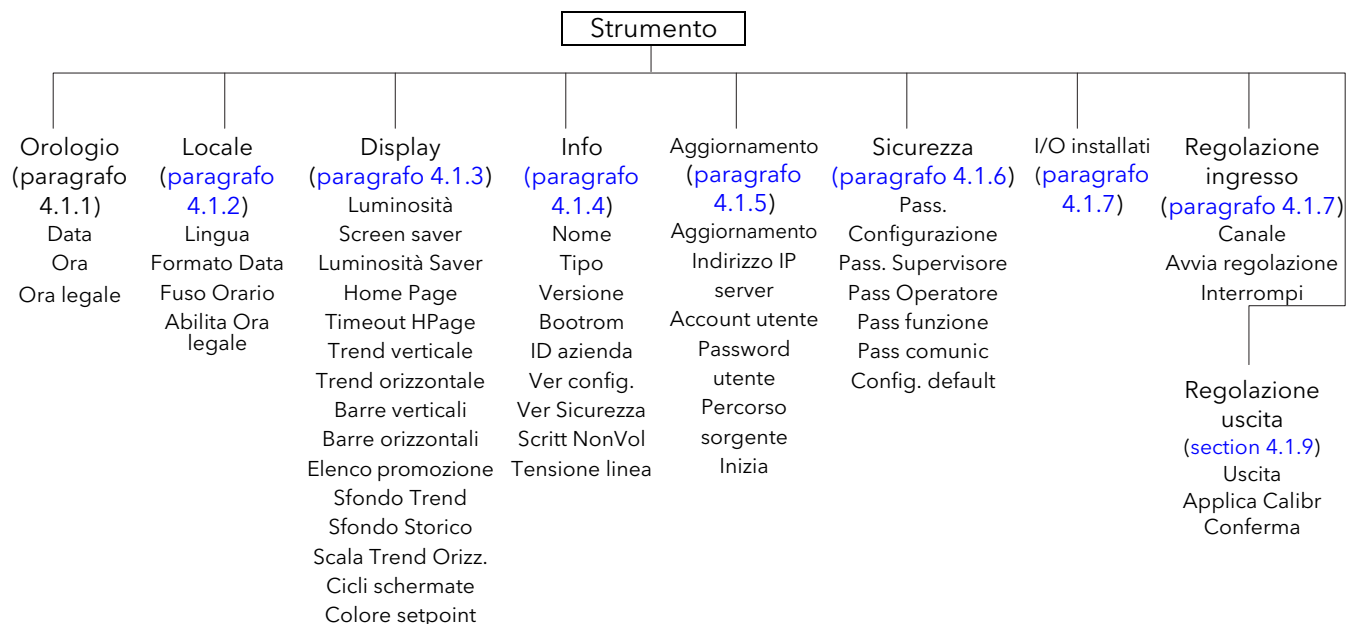 Strumento
Orologio
(paragrafo
4.1.1)
Data
Ora
Ora legale
Locale
(paragrafo
4.1.2)
Lingua
Formato Data
Fuso Orario
Abilita Ora
legale
Display
(paragrafo 4.1.3)
Luminosità
Screen saver
Luminosità Saver
Home Page
Timeout HPage
Trend verticale
Trend orizzontale
Barre verticali
Barre orizzontali
Elenco promozione
Sfondo Trend
Sfondo Storico
Scala Trend Orizz.
Cicli schermate
Colore setpoint
Info
(paragrafo
4.1.4)
Nome
Tipo
Versione
Bootrom
ID azienda
Ver config.
Ver Sicurezza
Scritt NonVol
Tensione linea
Aggiornamento
(paragrafo
4.1.5)
Aggiornamento
Indirizzo IP
server
Account utente
Password
utente
Percorso
sorgente
Inizia
Sicurezza
(paragrafo 4.1.6)
Pass.
Configurazione
Pass. Supervisore
Pass Operatore
Pass funzione
Pass comunic
Config. default
I/O installati
(paragrafo
4.1.7)
Regolazione
ingresso
(paragrafo 4.1.7)
Canale
Avvia regolazione
Interrompi
Regolazione
uscita
(section 4.1.9)
Uscita
Applica Calibr
Conferma